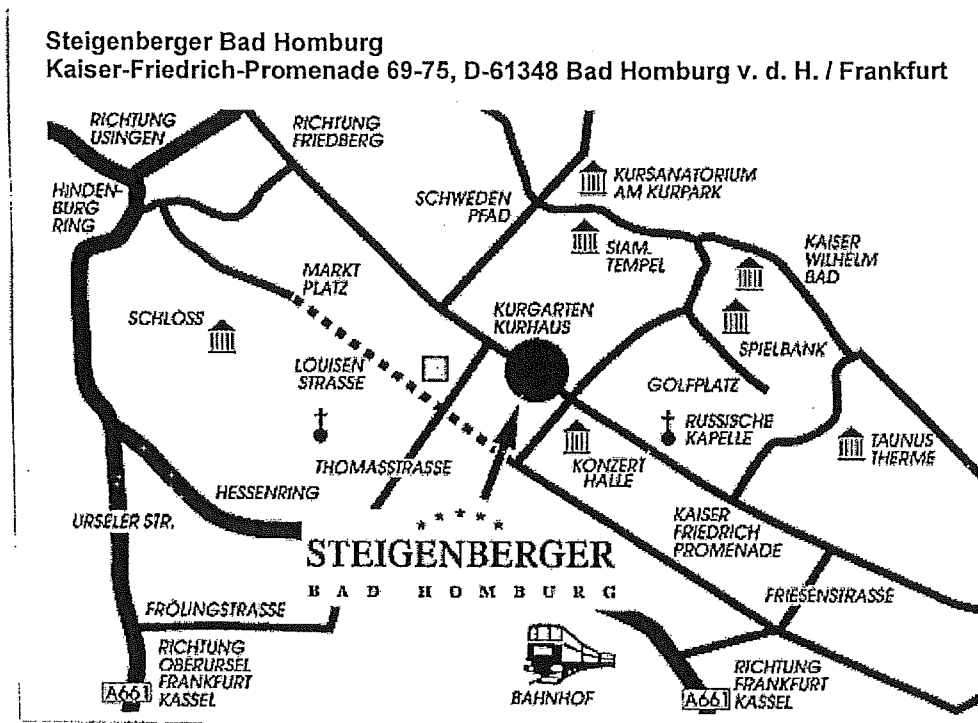 Steigenberger Bad Homburg
Kaiser-Friedrich-Promenade 69-75, D-61348 Bad Homburg v. d. H. / Frankfurt
RICHTUNG
USINGEN
RICHTUNG
FRIEDBERG
HINDEN-
BURG
RING
SCHWEDEN
PFAD
KURSANATORIUM
AM KURPARK
SIAM.
TEMPEL
KAISER
WILHELM
BAD
MARKT
PLATZ
SCHLOSS
KURGARTEN
KURHAUS
SPIELBANK
LOUISEN
STRASSE
GOLFPLATZ
RUSSISCHE
KAPELLE
TAUNUS
THERME
THOMASSTRASSE
KONZERT
HALLE
HESSENRING
URSELER STR.
KAISER
FRIEDRICH
PROMENADE
STEIGENBERGER
BAD HOMBURG
FRIESENSTRASSE
FRÖLINGSTRASSE
RICHTUNG
OBERURSEL
FRANKFURT
KASSEL
A661
BAHNHOF
A661
RICHTUNG
FRANKFURT
KASSEL